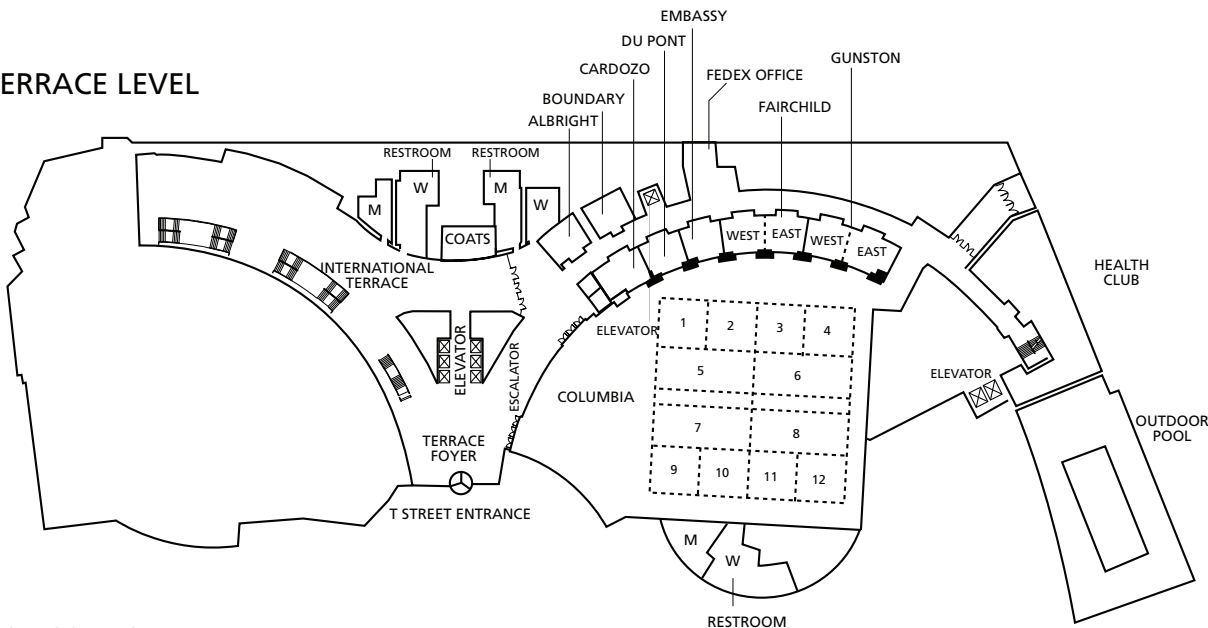 EMBASSY
DU PONT
GUNSTON
CARDOZO
FEDEX OFFICE
ERRACE LEVEL
BOUNDARY
FAIRCHILD
ALBRIGHT
RESTROOM
RESTROOM
W
M
M
W
COATS
WEST
EAST
WEST
EAST
INTERNATIONAL
TERRACE
HEALTH
CLUB
ELEVATOR
1
2
3
4
ELEVATOR
ESCALATOR
5
6
ELEVATOR
COLUMBIA
OUTDOOR
POOL
7
8
TERRACE
FOYER
9
10
11
12
T STREET ENTRANCE
M
W
RESTROOM